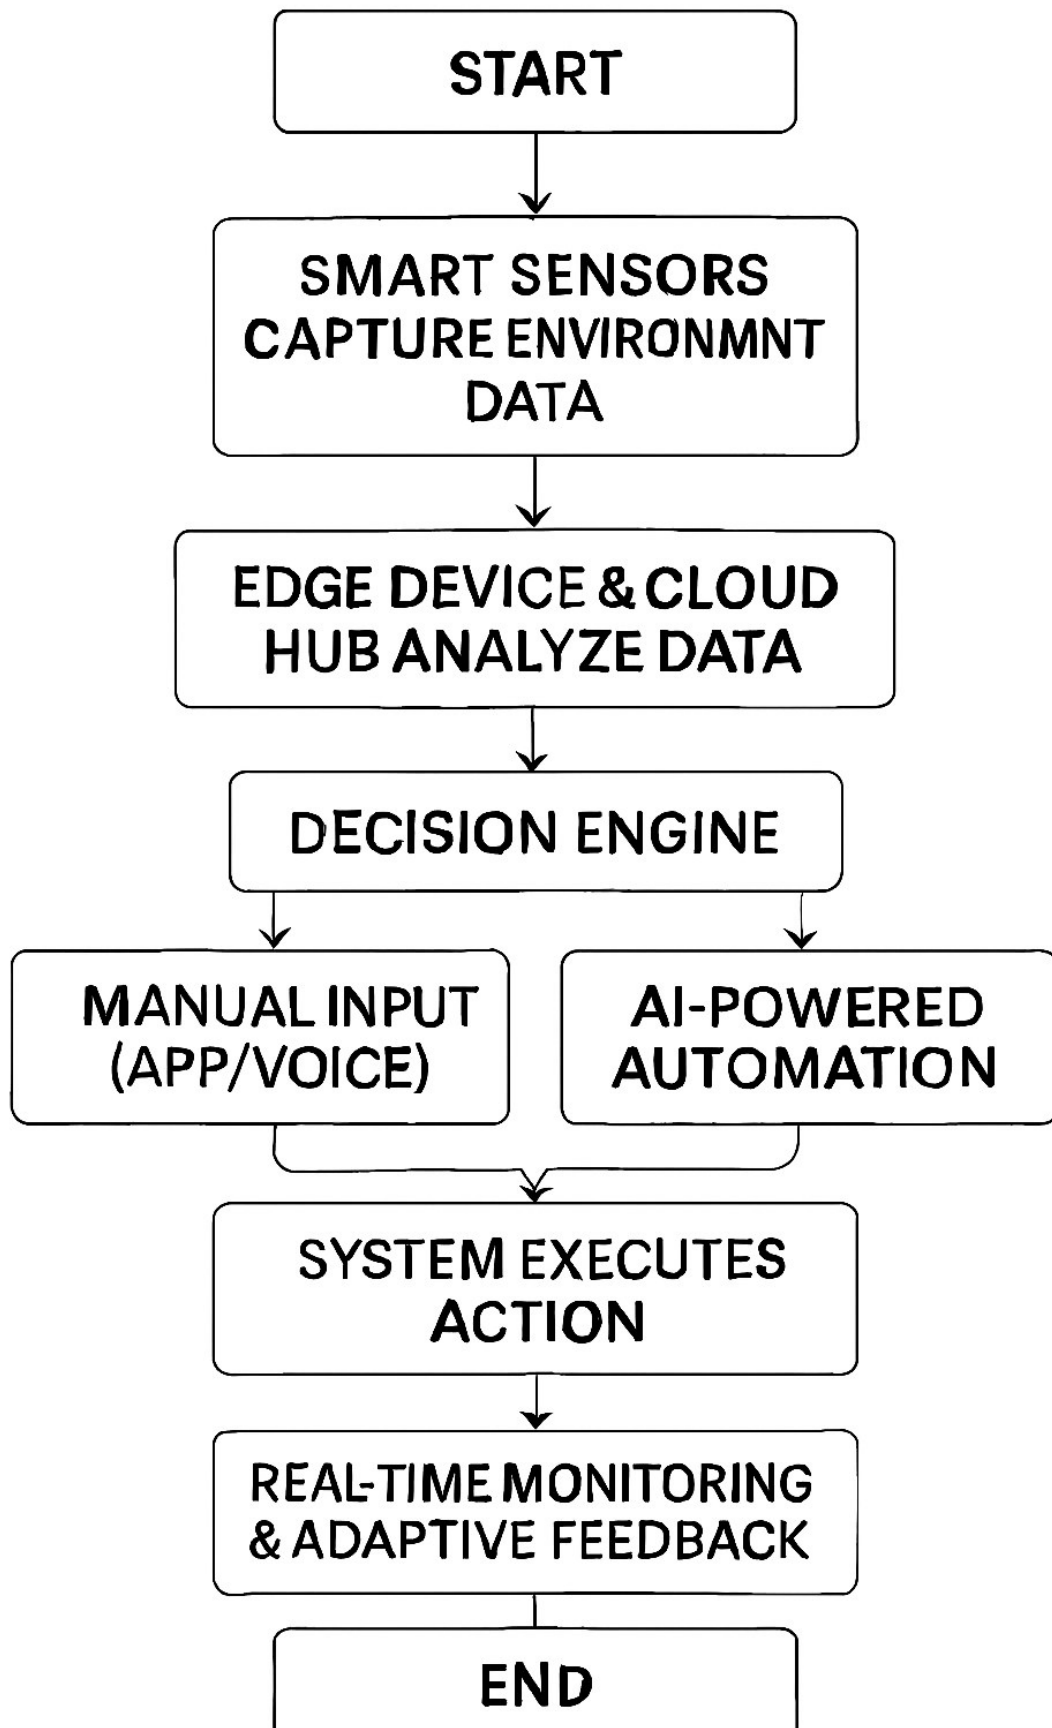 START
SMART SENSORS
CAPTURE ENVIRONMNT
DATA
EDGE DEVICE & CLOUD
HUB ANALYZE DATA
DECISION ENGINE
MANUAL INPUT
(APP/VOICE)
AI-POWERED
AUTOMATION
SYSTEM EXECUTES
ACTION
REAL-TIME MONITORING
& ADAPTIVE FEEDBACK
END